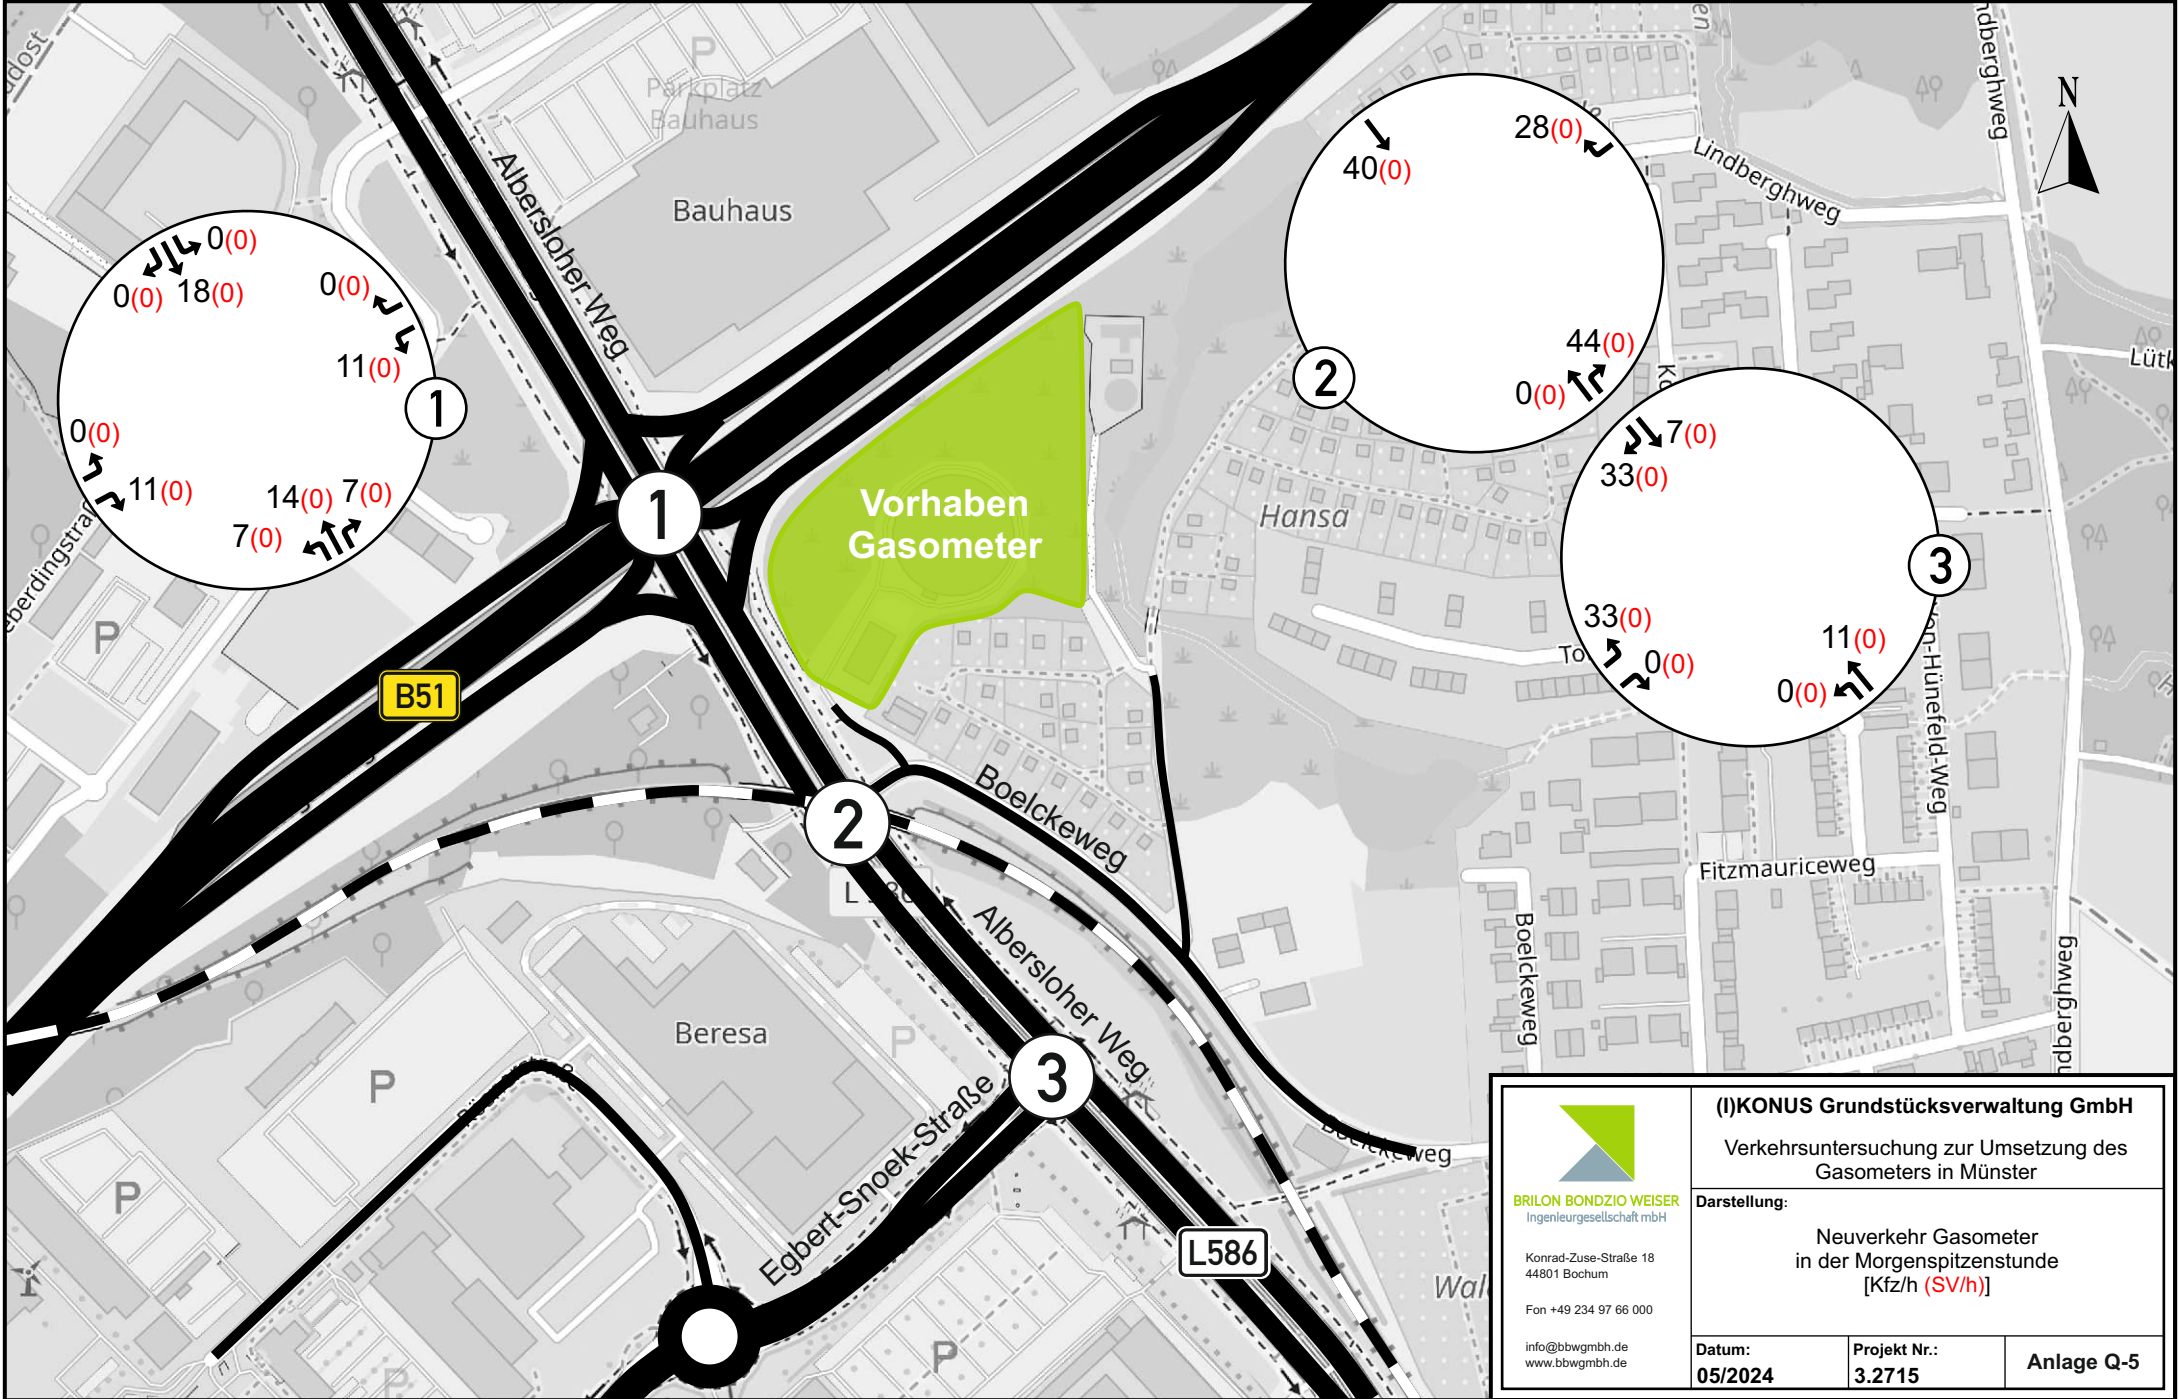 P
Parkplatz
Bauhaus
Bauhaus
Albersloher Weg
N
Lindberghweg
Lindberghweg
40(0)
28(0)
44(0)
0(0)
2
0(0)
0(0)
18(0)
0(0)
11(0)
0(0)
11(0)
14(0)
7(0)
7(0)
1
7(0)
33(0)
33(0)
0(0)
11(0)
0(0)
3
1
Vorhaben
Gasometer
Hansa
P
B51
2
Boelckeweg
Albersloher Weg
Fitzmauriceweg
Boelckeweg
Beresa
P
P
P
3
Egbert-Snoek-Straße
L586
P
P
(I)KONUS Grundstücksverwaltung GmbH
Verkehrsuntersuchung zur Umsetzung des
Gasometers in Münster
BRILON BONDZIO WEISER
Ingenieurgesellschaft mbH
Konrad-Zuse-Straße 18
44801 Bochum
Fon +49 234 97 66 000
info@bbwgmbh.de
www.bbwgmbh.de
Darstellung:
Neuverkehr Gasometer
in der Morgenspitzenstunde
[Kfz/h (SV/h)]
Datum:
05/2024
Projekt Nr.:
3.2715
Anlage Q-5